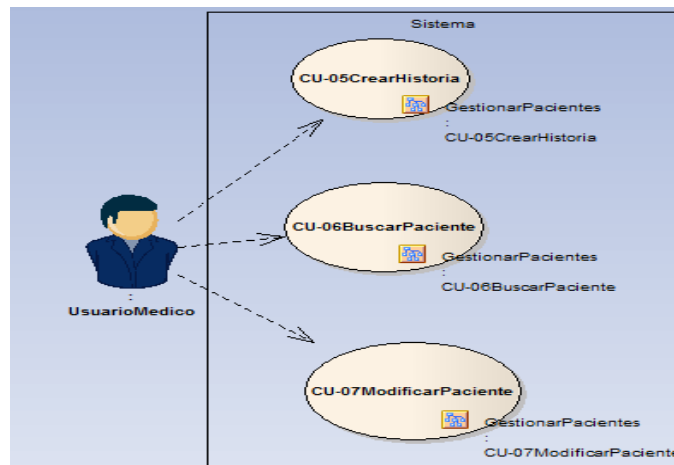 Sistema
CU-05CrearHistoria
GestionarPacientes
:
CU-05CrearHistoria
CU-06BuscarPaciente
GestionarPacientes
:
CU-06BuscarPaciente
:
UsuarioMedico
CU-07ModificarPaciente
GestionarPacientes
:
CU-07ModificarPaciente